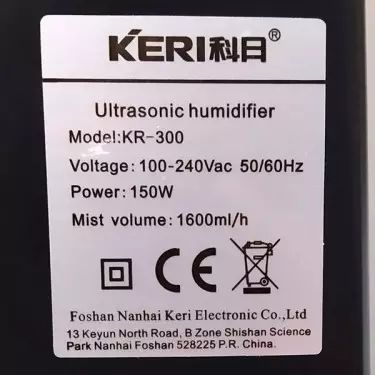 KERI科日®
Ultrasonic humidifier
Model:KR-300
Voltage: 100-240Vac 50/60Hz
Power: 150W
Mist volume: 1600ml/h
CE
Foshan Nanhai Keri Electronic Co.,Ltd
13 Keyun North Road, B Zone Shishan Science
Park Nanhai Foshan 528225 P.R. China.